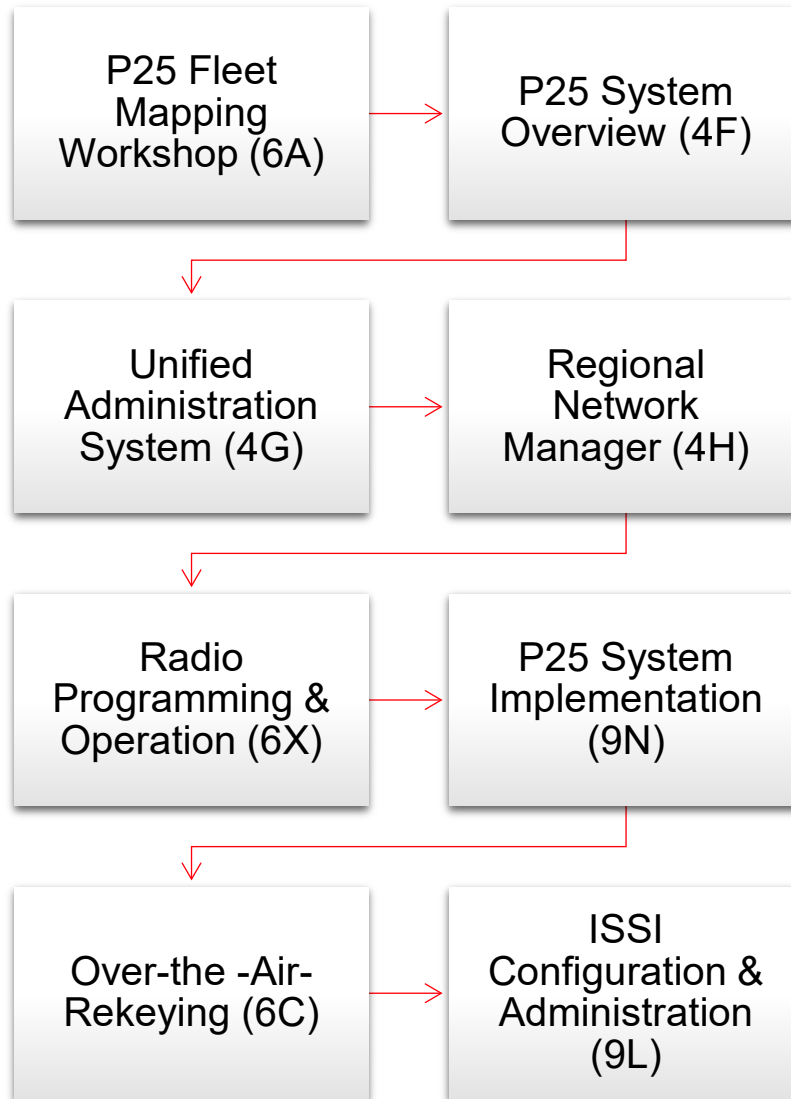 P25 Fleet
Mapping
Workshop (6A)
P25 System
Overview (4F)
Unified
Administration
System (4G)
Regional
Network
Manager (4H)
Radio
Programming &
Operation (6X)
P25 System
Implementation
(9N)
Over-the -Air-
Rekeying (6C)
ISSI
Configuration &
Administration
(9L)